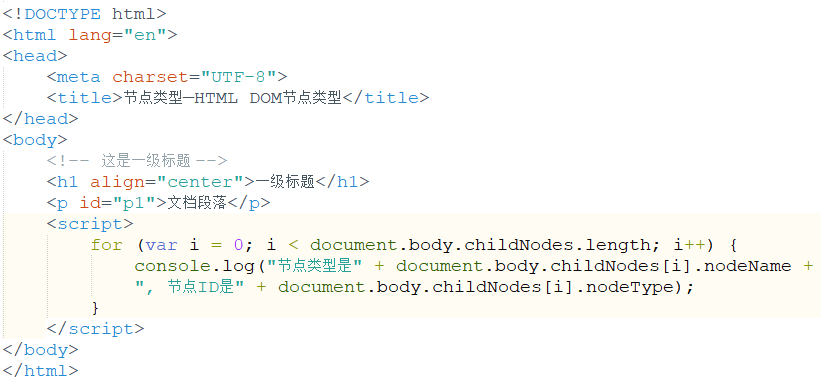 <!DOCTYPE html>
<html lang="en">
<head>
    <meta charset="UTF-8">
    <title>节点类型—HTML DOM节点类型</title>
</head>
<body>
    <!-- 这是一级标题 -->
    <h1 align="center">一级标题</h1>
    <p id="p1">文档段落</p>
    <script>
        for (var i = 0; i < document.body.childNodes.length; i++) {
            console.log("节点类型是" + document.body.childNodes[i].nodeName +
            ", 节点ID是" + document.body.childNodes[i].nodeType);
        }
    </script>
</body>
</html>